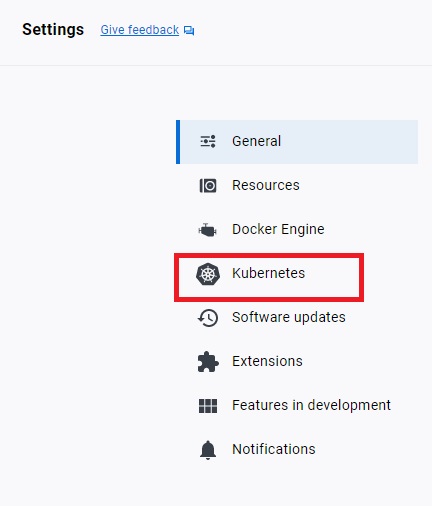 Settings Give feedback
General
Resources
Docker Engine
Kubernetes
Software updates
Extensions
Features in development
Notifications